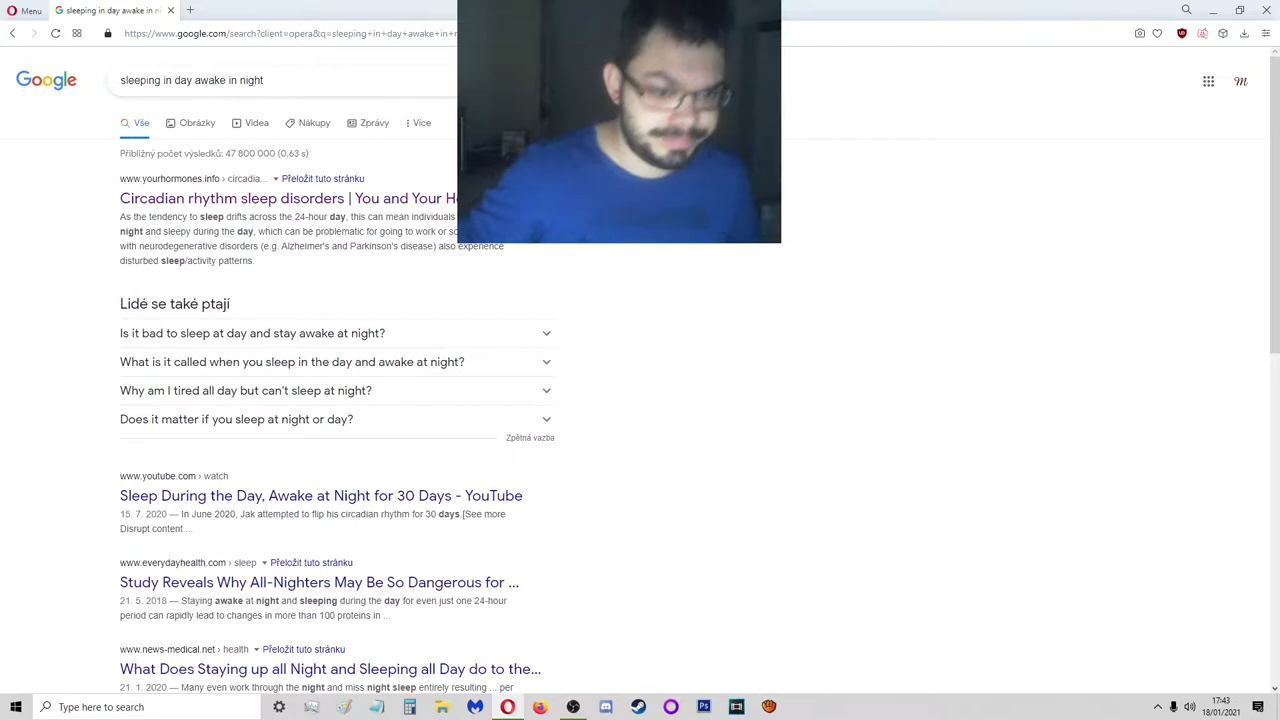 Menu
sleeping in day awake in night
https://www.google.com/search?client=opera&q=sleeping+in+day+awake+in+
Google
sleeping in day awake in night
Vše
Obrázky
Videa
Nákupy
Zprávy
Více
Přibližný počet výsledků: 47 800 000 (0,63 s)
www.yourhormones.info › circadia... Přeložit tuto stránku
Circadian rhythm sleep disorders | You and Your
As the tendency to sleep drifts across the 24-hour day, this can mean individuals
night and sleepy during the day, which can be problematic for going to work or
with neurodegenerative disorders (e.g. Alzheimer's and Parkinson's disease) also experience
disturbed sleep/activity patterns.
Lidé se také ptají
Is it bad to sleep at day and stay awake at night?
What is it called when you sleep in the day and awake at night?
Why am I tired all day but can't sleep at night?
Does it matter if you sleep at night or day?
Zpětná vazba
www.youtube.com › watch
Sleep During the Day, Awake at Night for 30 Days - YouTube
15. 7. 2020 — In June 2020, Jak attempted to flip his circadian rhythm for 30 days.[See more
Disrupt content ...
www.everydayhealth.com › sleep Přeložit tuto stránku
Study Reveals Why All-Nighters May Be So Dangerous for ...
21. 5. 2018 — Staying awake at night and sleeping during the day for even just one 24-hour
period can rapidly lead to changes in more than 100 proteins in ...
www.news-medical.net › health Přeložit tuto stránku
What Does Staying up all Night and Sleeping all Day do to the...
21. 1. 2020 — Many even work through the night and miss night sleep entirely resulting ... per
Type here to search
17:43
18/01/2021